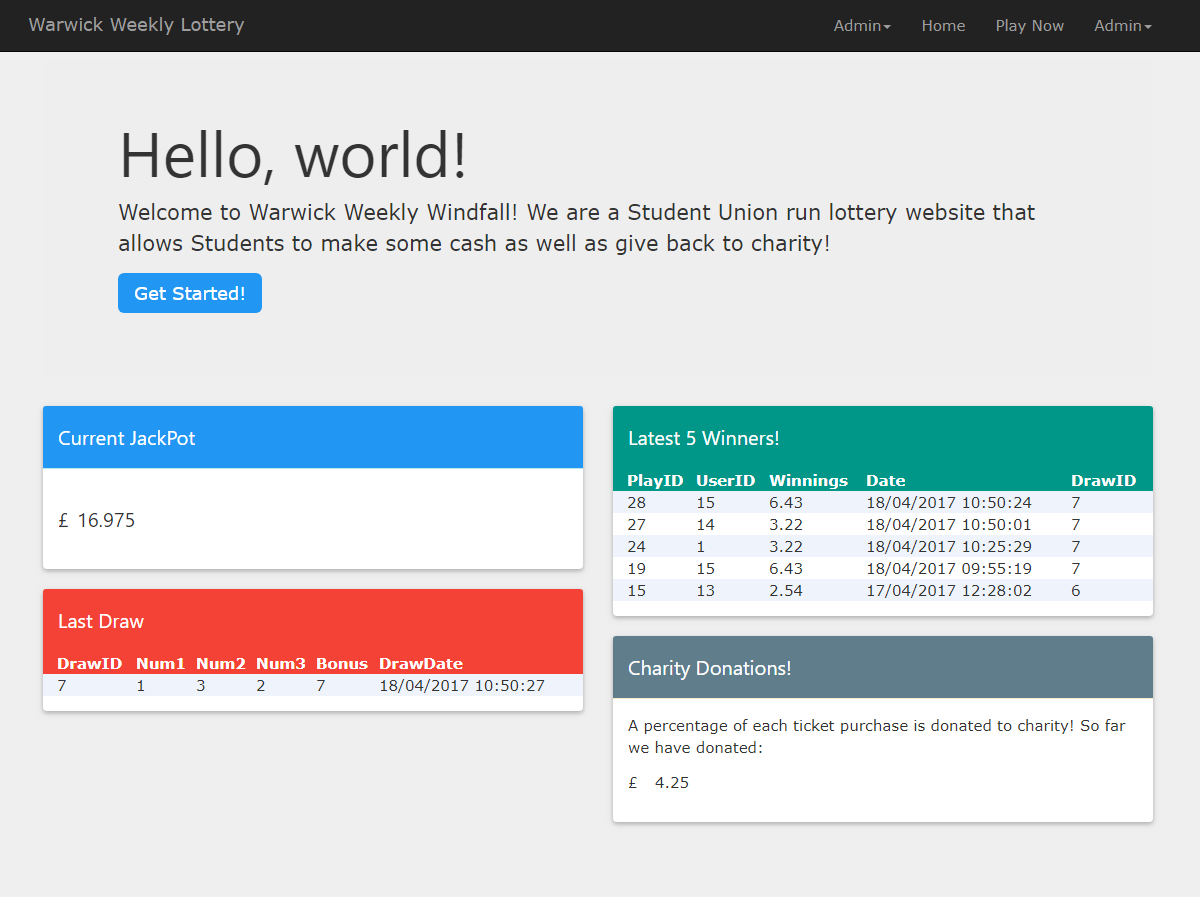 Warwick Weekly Lottery Admin Home Play Now Admin
Hello, world!
Welcome to Warwick Weekly Windfall! We are a Student Union run lottery website that
allows Students to make some cash as well as give back to charity!
Get Started!
Current JackPot
£ 16.975
Last Draw
DrawID Num1 Num2 Num3 Bonus DrawDate
7 1 3 2 7 18/04/2017 10:50:27
Latest 5 Winners!
PlayID UserID Winnings Date DrawID
28 15 6.43 18/04/2017 10:50:24 7
27 14 3.22 18/04/2017 10:50:01 7
24 1 3.22 18/04/2017 10:25:29 7
19 15 6.43 18/04/2017 09:55:19 7
15 13 2.54 17/04/2017 12:28:02 6
Charity Donations!
A percentage of each ticket purchase is donated to charity! So far
we have donated:
£ 4.25